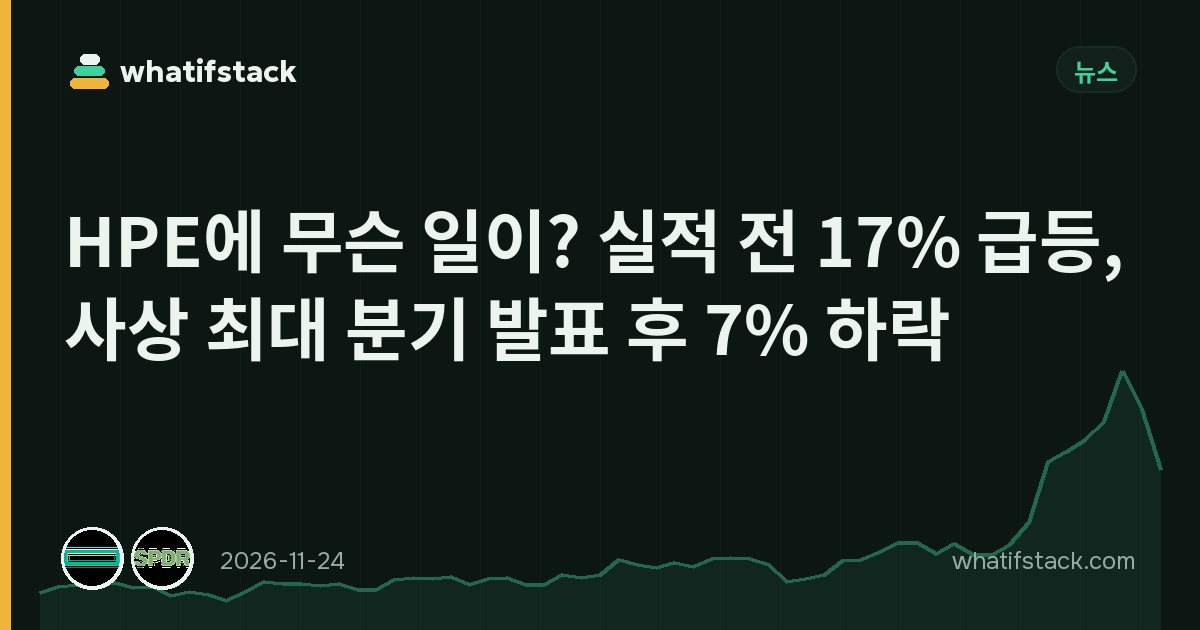 whatifstack
뉴스
HPE에 무슨 일이? 실적 전 17% 급등,
사상 최대 분기 발표 후 7% 하락
SPDR
2026-11-24
whatifstack.com